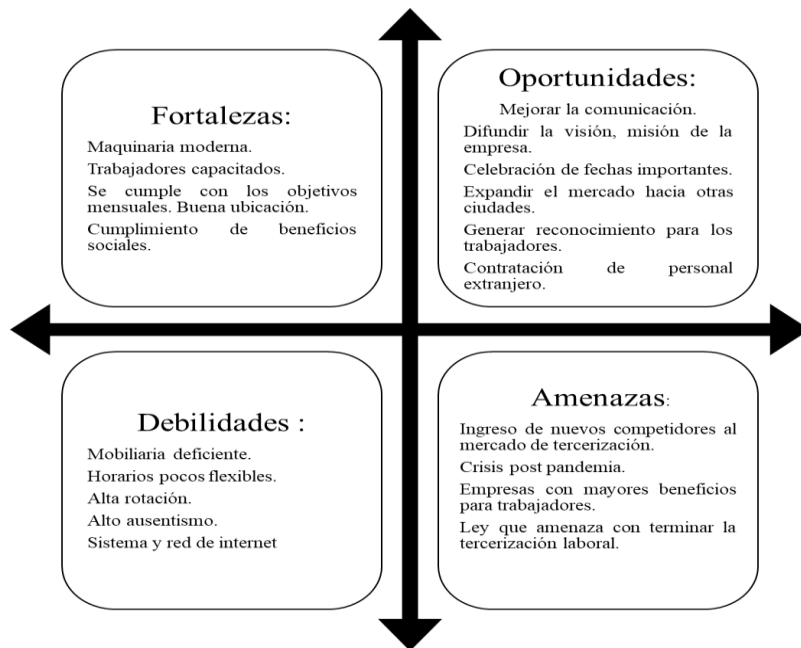 Fortalezas:
Maquinaria moderna.
Trabajadores capacitados.
Se cumple con los objetivos
mensuales. Buena ubicación.
Cumplimiento de beneficios
sociales.
Oportunidades:
Mejorar la comunicación.
Difundir la visión, misión de la
empresa.
Celebración de fechas importantes.
Expandir el mercado hacia otras
ciudades.
Generar reconocimiento para los
trabajadores.
Contratación de personal
extranjero.
Debilidades :
Mobiliaria deficiente.
Horarios pocos flexibles.
Alta rotación.
Alto ausentismo.
Sistema y red de internet
Amenazas:
Ingreso de nuevos competidores al
mercado de tercerización.
Crisis post pandemia.
Empresas con mayores beneficios
para trabajadores.
Ley que amenaza con terminar la
tercerización laboral.